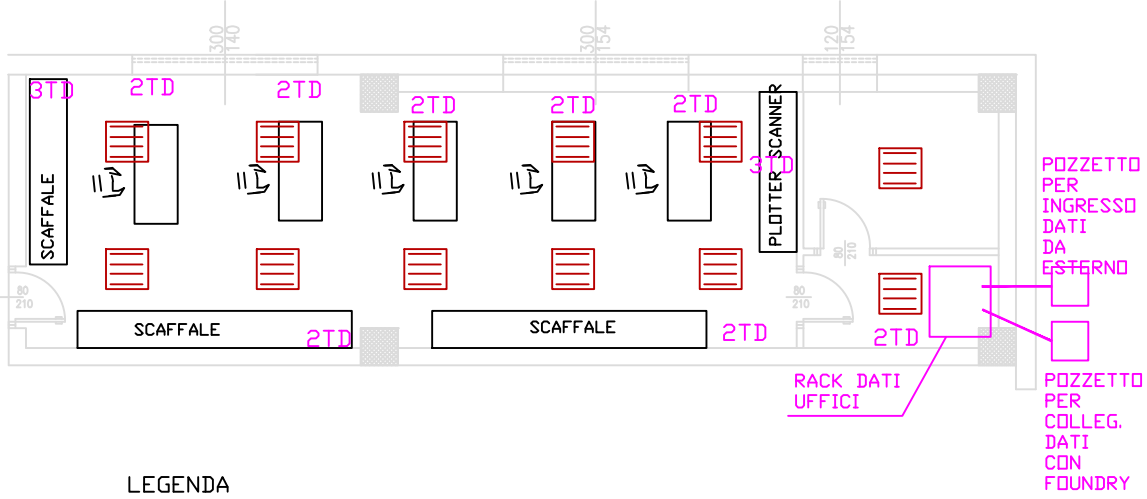 300
140
300
154
120
154
3TD
2TD
2TD
2TD
2TD
2TD
3TD
SCAFFALE
PLOTTER SCANNER
POZZETTO
PER
INGRESSO
DATI
DA
ESTERNO
80
210
80
210
80
210
SCAFFALE
2TD
SCAFFALE
2TD
2TD
RACK DATI
UFFICI
POZZETTO
PER
COLLEG.
DATI
CON
FOUNDRY
LEGENDA